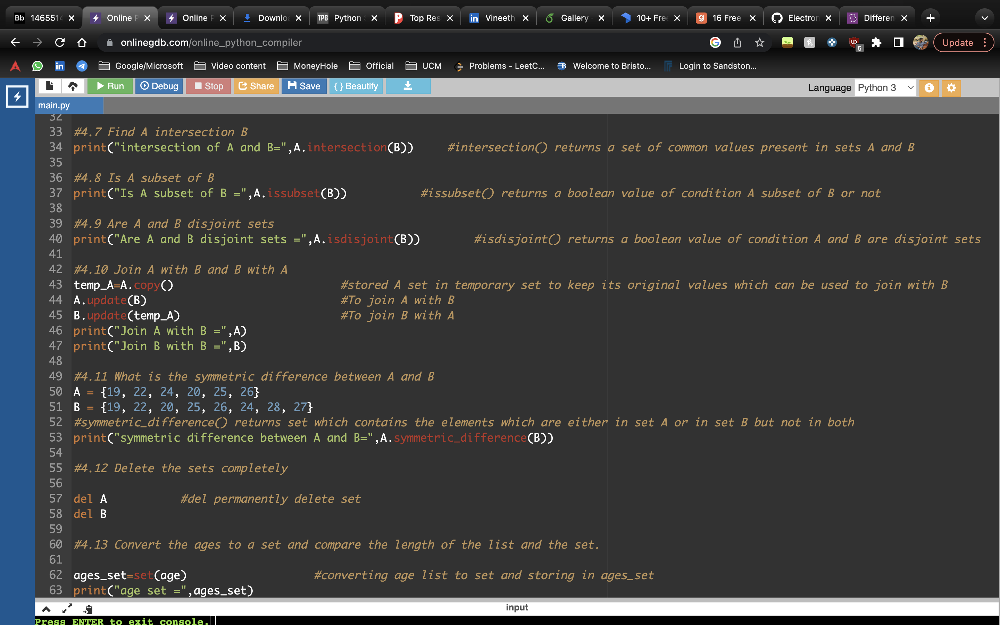 Bb 1465514
Online P
Online P
Downloa
TPG Python
Top Res
in Vineeth
Gallery
10+ Free
g 16 Free
Electron
Differen
onlinegdb.com/online_python_compiler
5
Update
in
Google/Microsoft
Video content
MoneyHole
Official
UCM
Problems - LeetC...
Welcome to Bristo...
Login to Sandston...
Run
Debug
Stop
Share
Save
{ } Beautify
Language Python 3
main.py
32
33 #4.7 Find A intersection B
34 print("intersection of A and B=",A.intersection(B)) #intersection() returns a set of common values present in sets A and B
35
36 #4.8 Is A subset of B
37 print("Is A subset of B =",A.issubset(B)) #issubset() returns a boolean value of condition A subset of B or not
38
39 #4.9 Are A and B disjoint sets
40 print("Are A and B disjoint sets =",A.isdisjoint(B)) #isdisjoint() returns a boolean value of condition A and B are disjoint sets
41
42 #4.10 Join A with B and B with A
43 temp_A=A.copy() #stored A set in temporary set to keep its original values which can be used to join with B
44 A.update(B) #To join A with B
45 B.update(temp_A) #To join B with A
46 print("Join A with B =",A)
47 print("Join B with B =",B)
48
49 #4.11 What is the symmetric difference between A and B
50 A = {19, 22, 24, 20, 25, 26}
51 B = {19, 22, 20, 25, 26, 24, 28, 27}
52 #symmetric_difference() returns set which contains the elements which are either in set A or in set B but not in both
53 print("symmetric difference between A and B=",A.symmetric_difference(B))
54
55 #4.12 Delete the sets completely
56
57 del A #del permanently delete set
58 del B
59
60 #4.13 Convert the ages to a set and compare the length of the list and the set.
61
62 ages_set=set(age) #converting age list to set and storing in ages_set
63 print("age set =",ages_set)
input
Press ENTER to exit console.